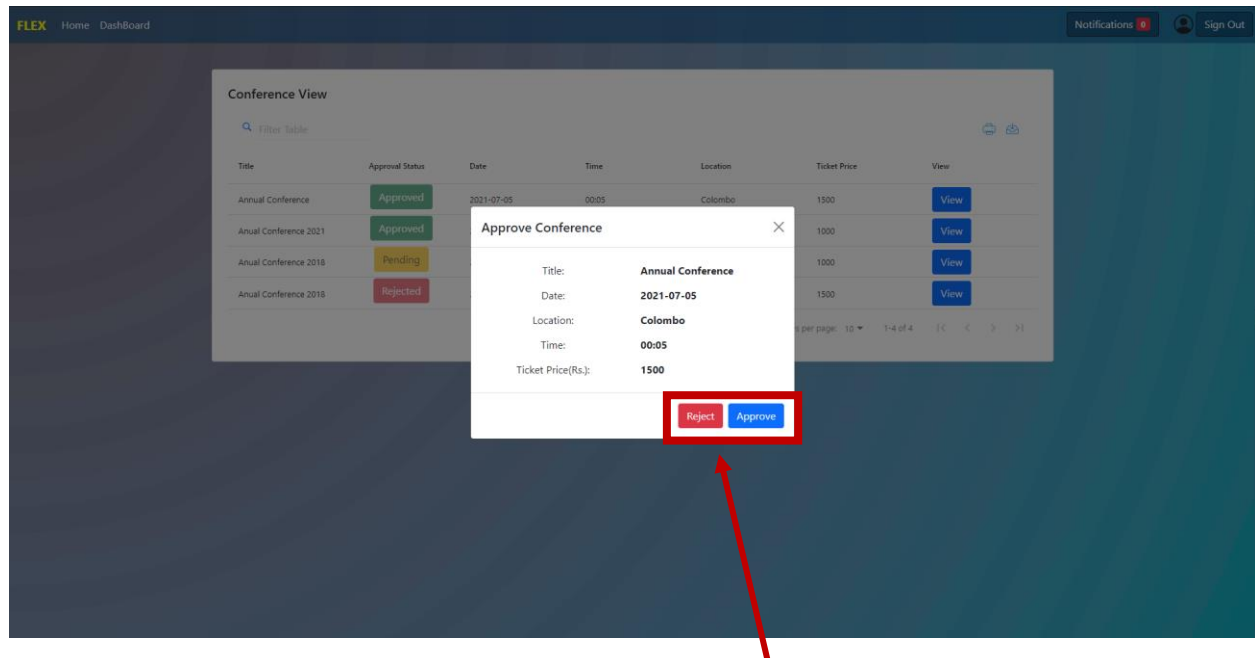 FLEX Home DashBoard Notifications 0 Sign Out
Conference View
Filter Table
Title Approval Status Date Time Location Ticket Price View
Annual Conference Approved 2021-07-05 00:05 Colombo 1500 View
Anual Conference 2021 Approved 1000 View
Anual Conference 2018 Pending 1000 View
Anual Conference 2018 Rejected 1500 View
per page: 10 1-4 of 4
Approve Conference
Title: Annual Conference
Date: 2021-07-05
Location: Colombo
Time: 00:05
Ticket Price(Rs.): 1500
Reject Approve